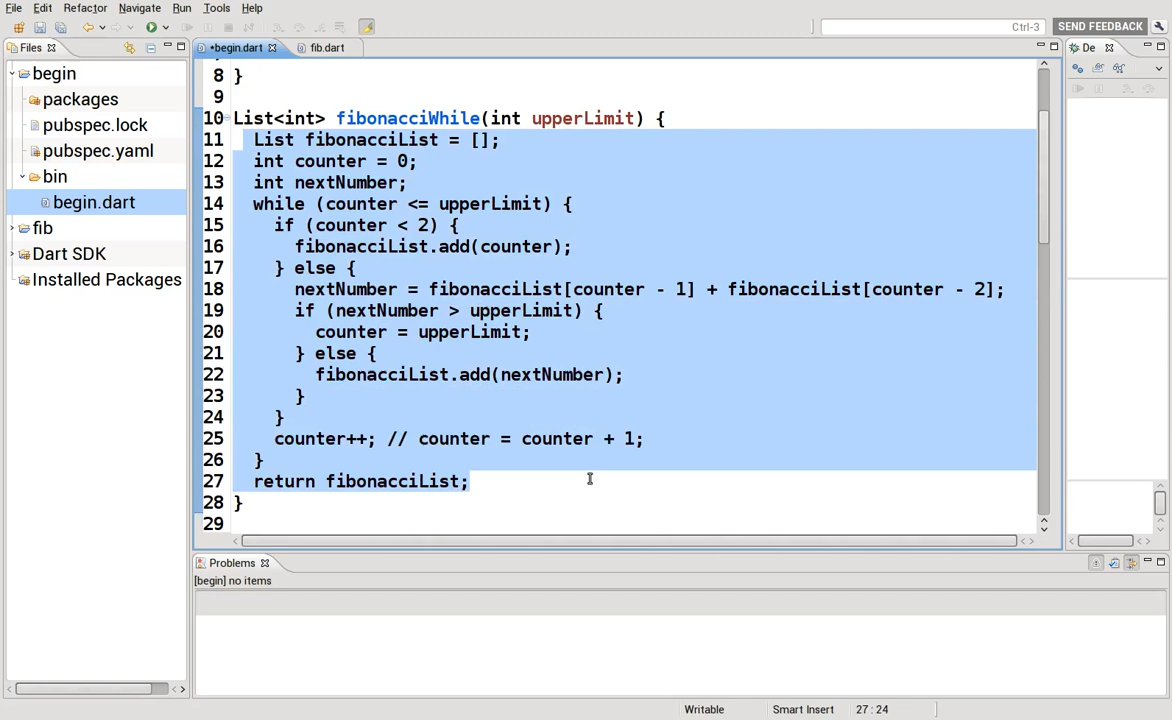 File Edit Refactor Navigate Run Tools Help
Ctrl-3 SEND FEEDBACK
Files *begin.dart fib.dart De
begin
packages
pubspec.lock
pubspec.yaml
bin
begin.dart
fib
Dart SDK
Installed Packages
8 }
9
10 List<int> fibonacciWhile(int upperLimit) {
11 List fibonacciList = [];
12 int counter = 0;
13 int nextNumber;
14 while (counter <= upperLimit) {
15 if (counter < 2) {
16 fibonacciList.add(counter);
17 } else {
18 nextNumber = fibonacciList[counter - 1] + fibonacciList[counter - 2];
19 if (nextNumber > upperLimit) {
20 counter = upperLimit;
21 } else {
22 fibonacciList.add(nextNumber);
23 }
24 }
25 counter++; // counter = counter + 1;
26 }
27 return fibonacciList;
28 }
29
Problems
[begin] no items
Writable Smart Insert 27 : 24